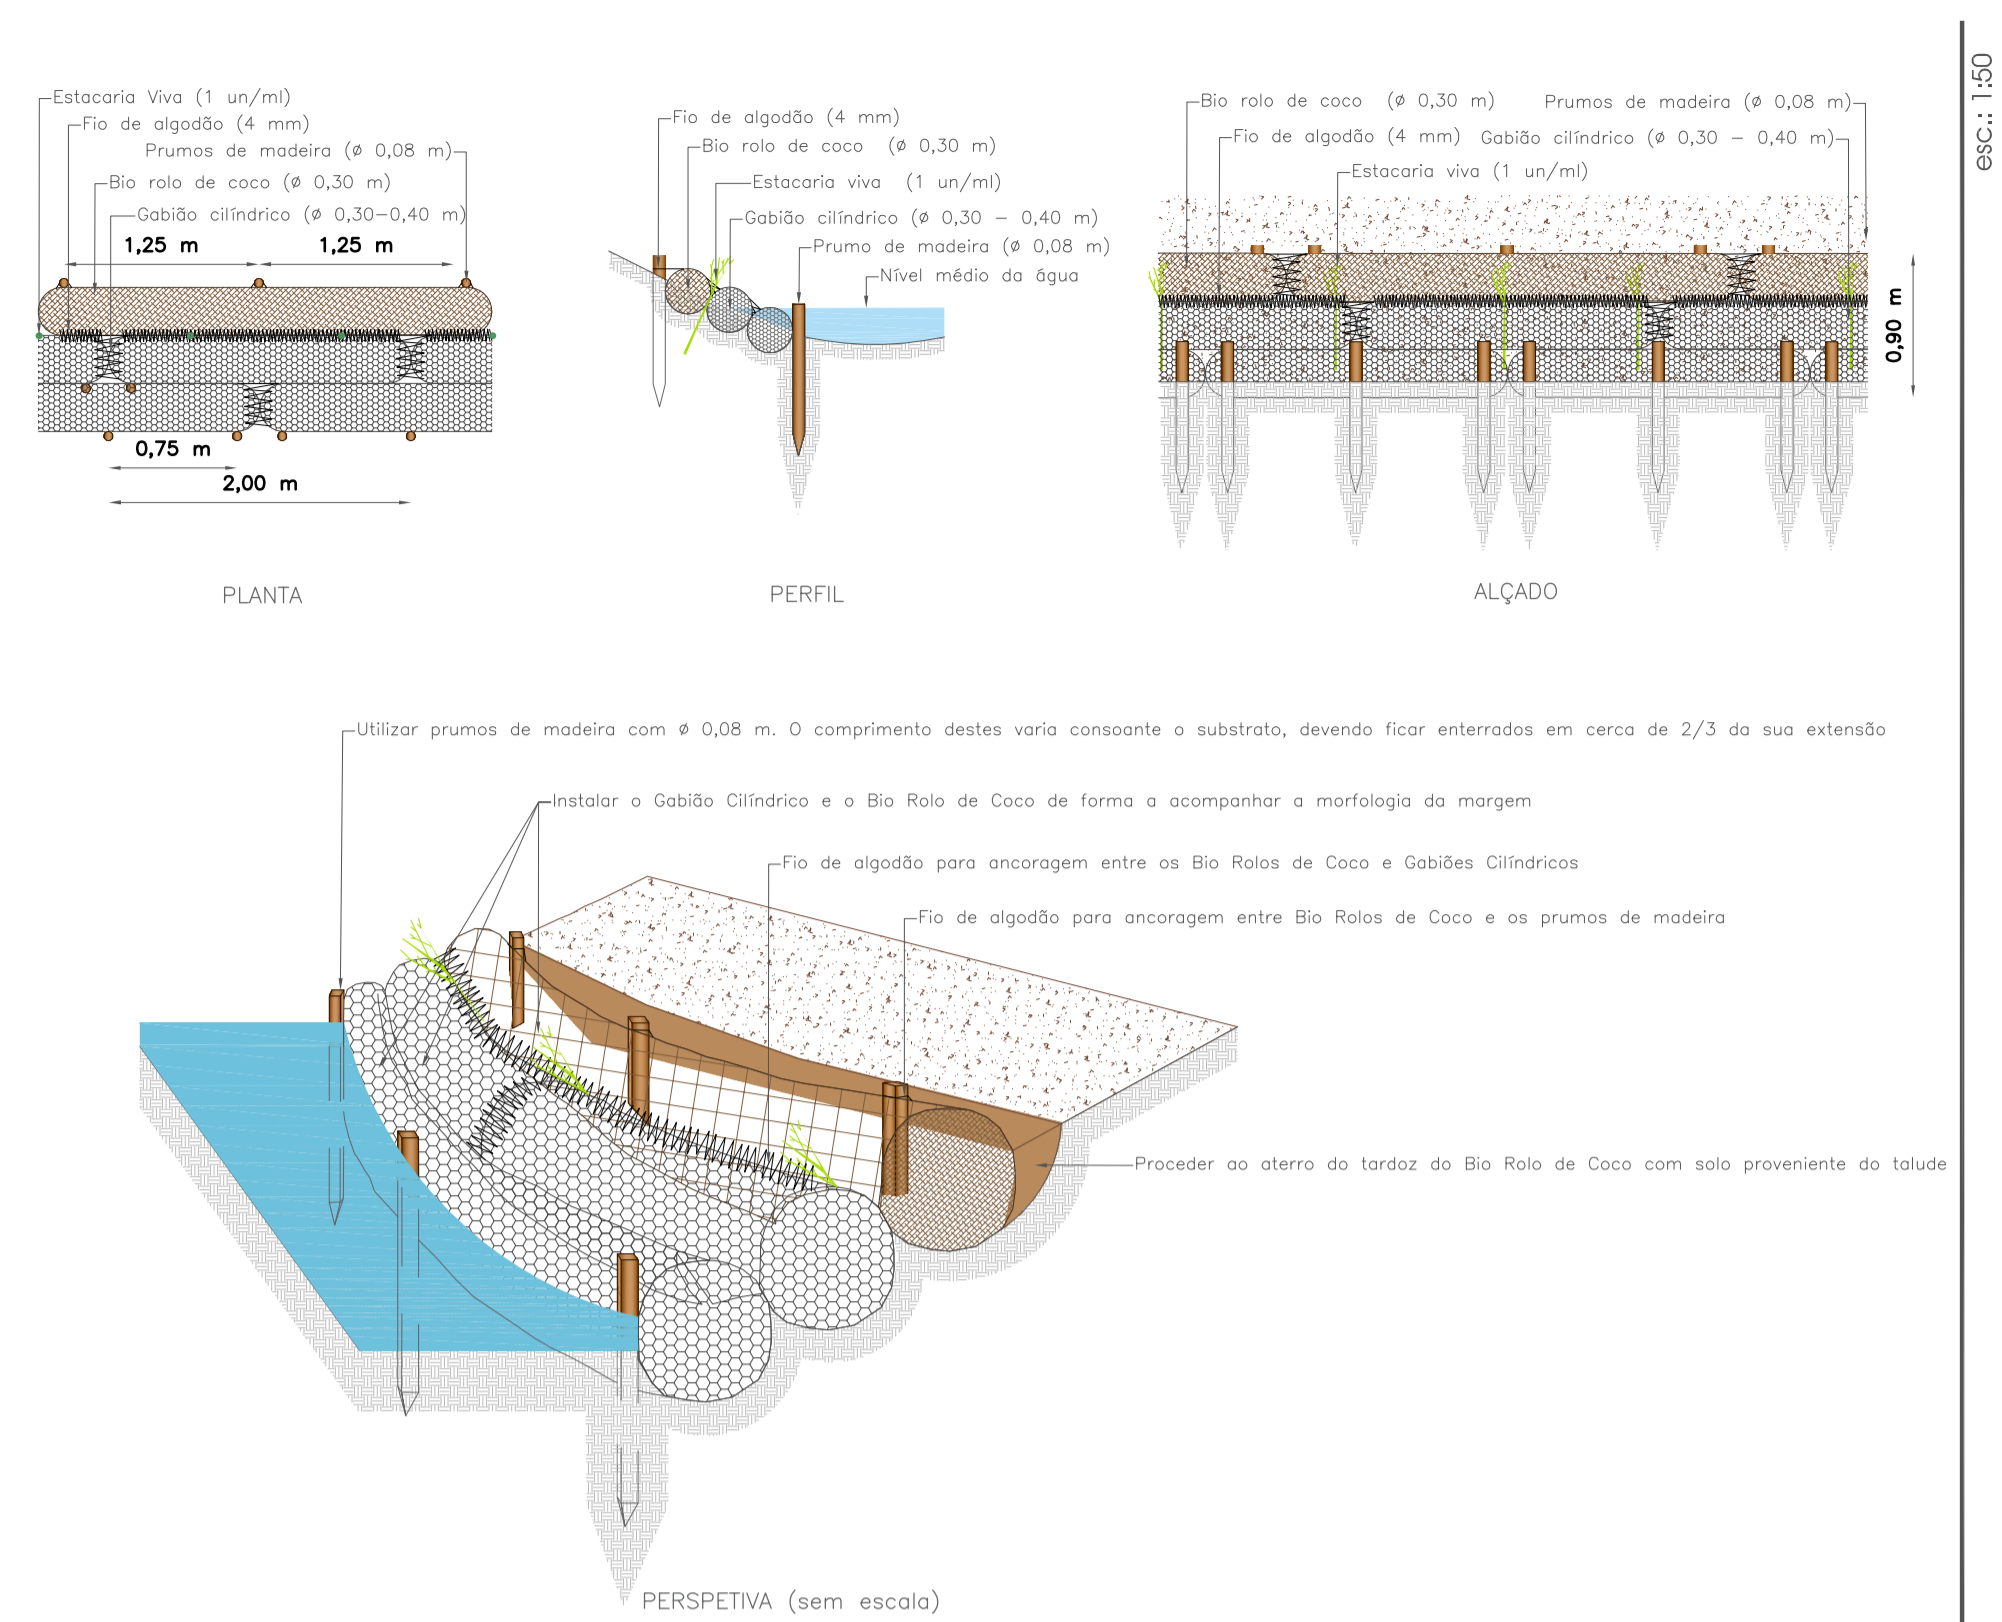 Estacaria Viva (1 un/ml)
Fio de algodão (4 mm)
Prumos de madeira (ø 0,08 m)
Bio rolo de coco (ø 0,30 m)
Gabião cilíndrico (ø 0,30-0,40 m)
1,25 m
1,25 m
0,75 m
2,00 m
PLANTA
Fio de algodão (4 mm)
Bio rolo de coco (ø 0,30 m)
Estacaria viva (1 un/ml)
Gabião cilíndrico (ø 0,30 - 0,40 m)
Prumo de madeira (ø 0,08 m)
Nível médio da água
PERFIL
Bio rolo de coco (ø 0,30 m)
Prumos de madeira (ø 0,08 m)
Fio de algodão (4 mm)
Gabião cilíndrico (ø 0,30 - 0,40 m)
Estacaria viva (1 un/ml)
0,90 m
ALÇADO
esc.: 1:50
Utilizar prumos de madeira com ø 0,08 m. O comprimento destes varia consoante o substrato, devendo ficar enterrados em cerca de 2/3 da sua extensão
Instalar o Gabião Cilíndrico e o Bio Rolo de Coco de forma a acompanhar a morfologia da margem
Fio de algodão para ancoragem entre os Bio Rolos de Coco e Gabiões Cilíndricos
Fio de algodão para ancoragem entre Bio Rolos de Coco e os prumos de madeira
Proceder ao aterro do tardoz do Bio Rolo de Coco com solo proveniente do talude
PERSPETIVA (sem escala)